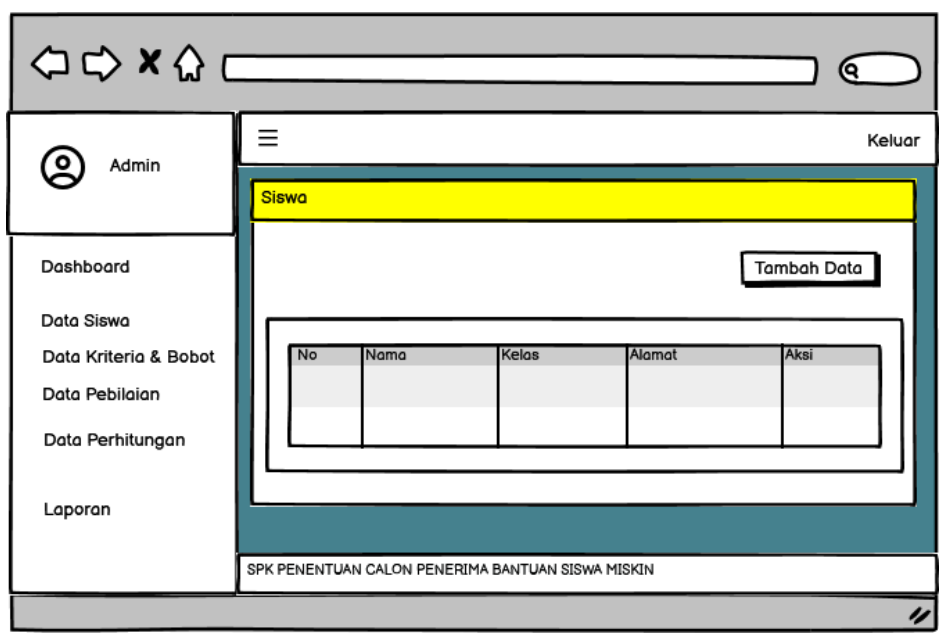 Keluar
Admin
Siswa
Dashboard
Tambah Data
Data Siswa
Data Kriteria & Bobot
Data Pebilaian
Data Perhitungan
Laporan
No Nama Kelas Alamat Aksi
SPK PENENTUAN CALON PENERIMA BANTUAN SISWA MISKIN